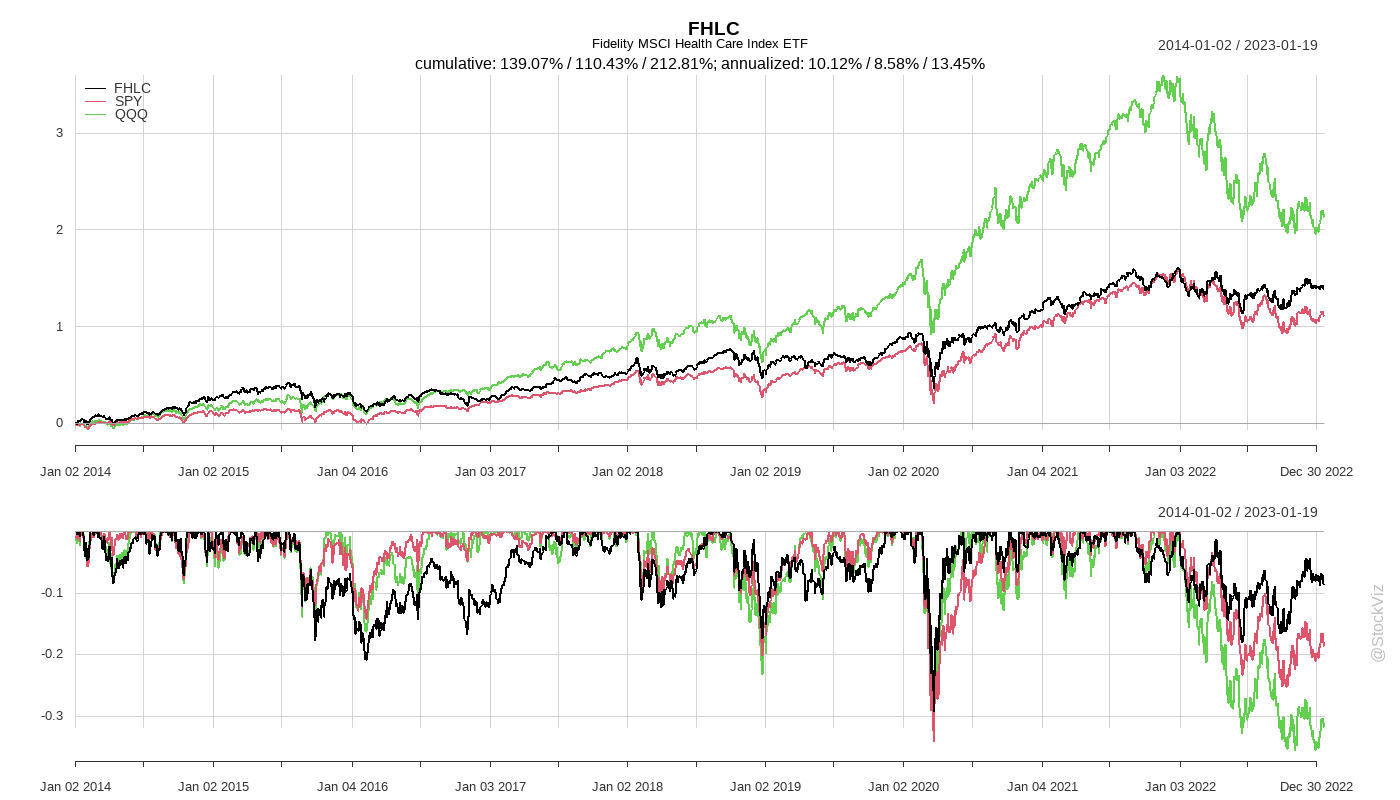 FHLC
Fidelity MSCI Health Care Index ETF
2014-01-02 / 2023-01-19
cumulative: 139.07% / 110.43% / 212.81%; annualized: 10.12% / 8.58% / 13.45%
FHLC
SPY
QQQ
3
2
1
0
Jan 02 2014 Jan 02 2015 Jan 04 2016 Jan 03 2017 Jan 02 2018 Jan 02 2019 Jan 02 2020 Jan 04 2021 Jan 03 2022 Dec 30 2022
2014-01-02 / 2023-01-19
-0.1
-0.2
-0.3
@StockViz
Jan 02 2014 Jan 02 2015 Jan 04 2016 Jan 03 2017 Jan 02 2018 Jan 02 2019 Jan 02 2020 Jan 04 2021 Jan 03 2022 Dec 30 2022